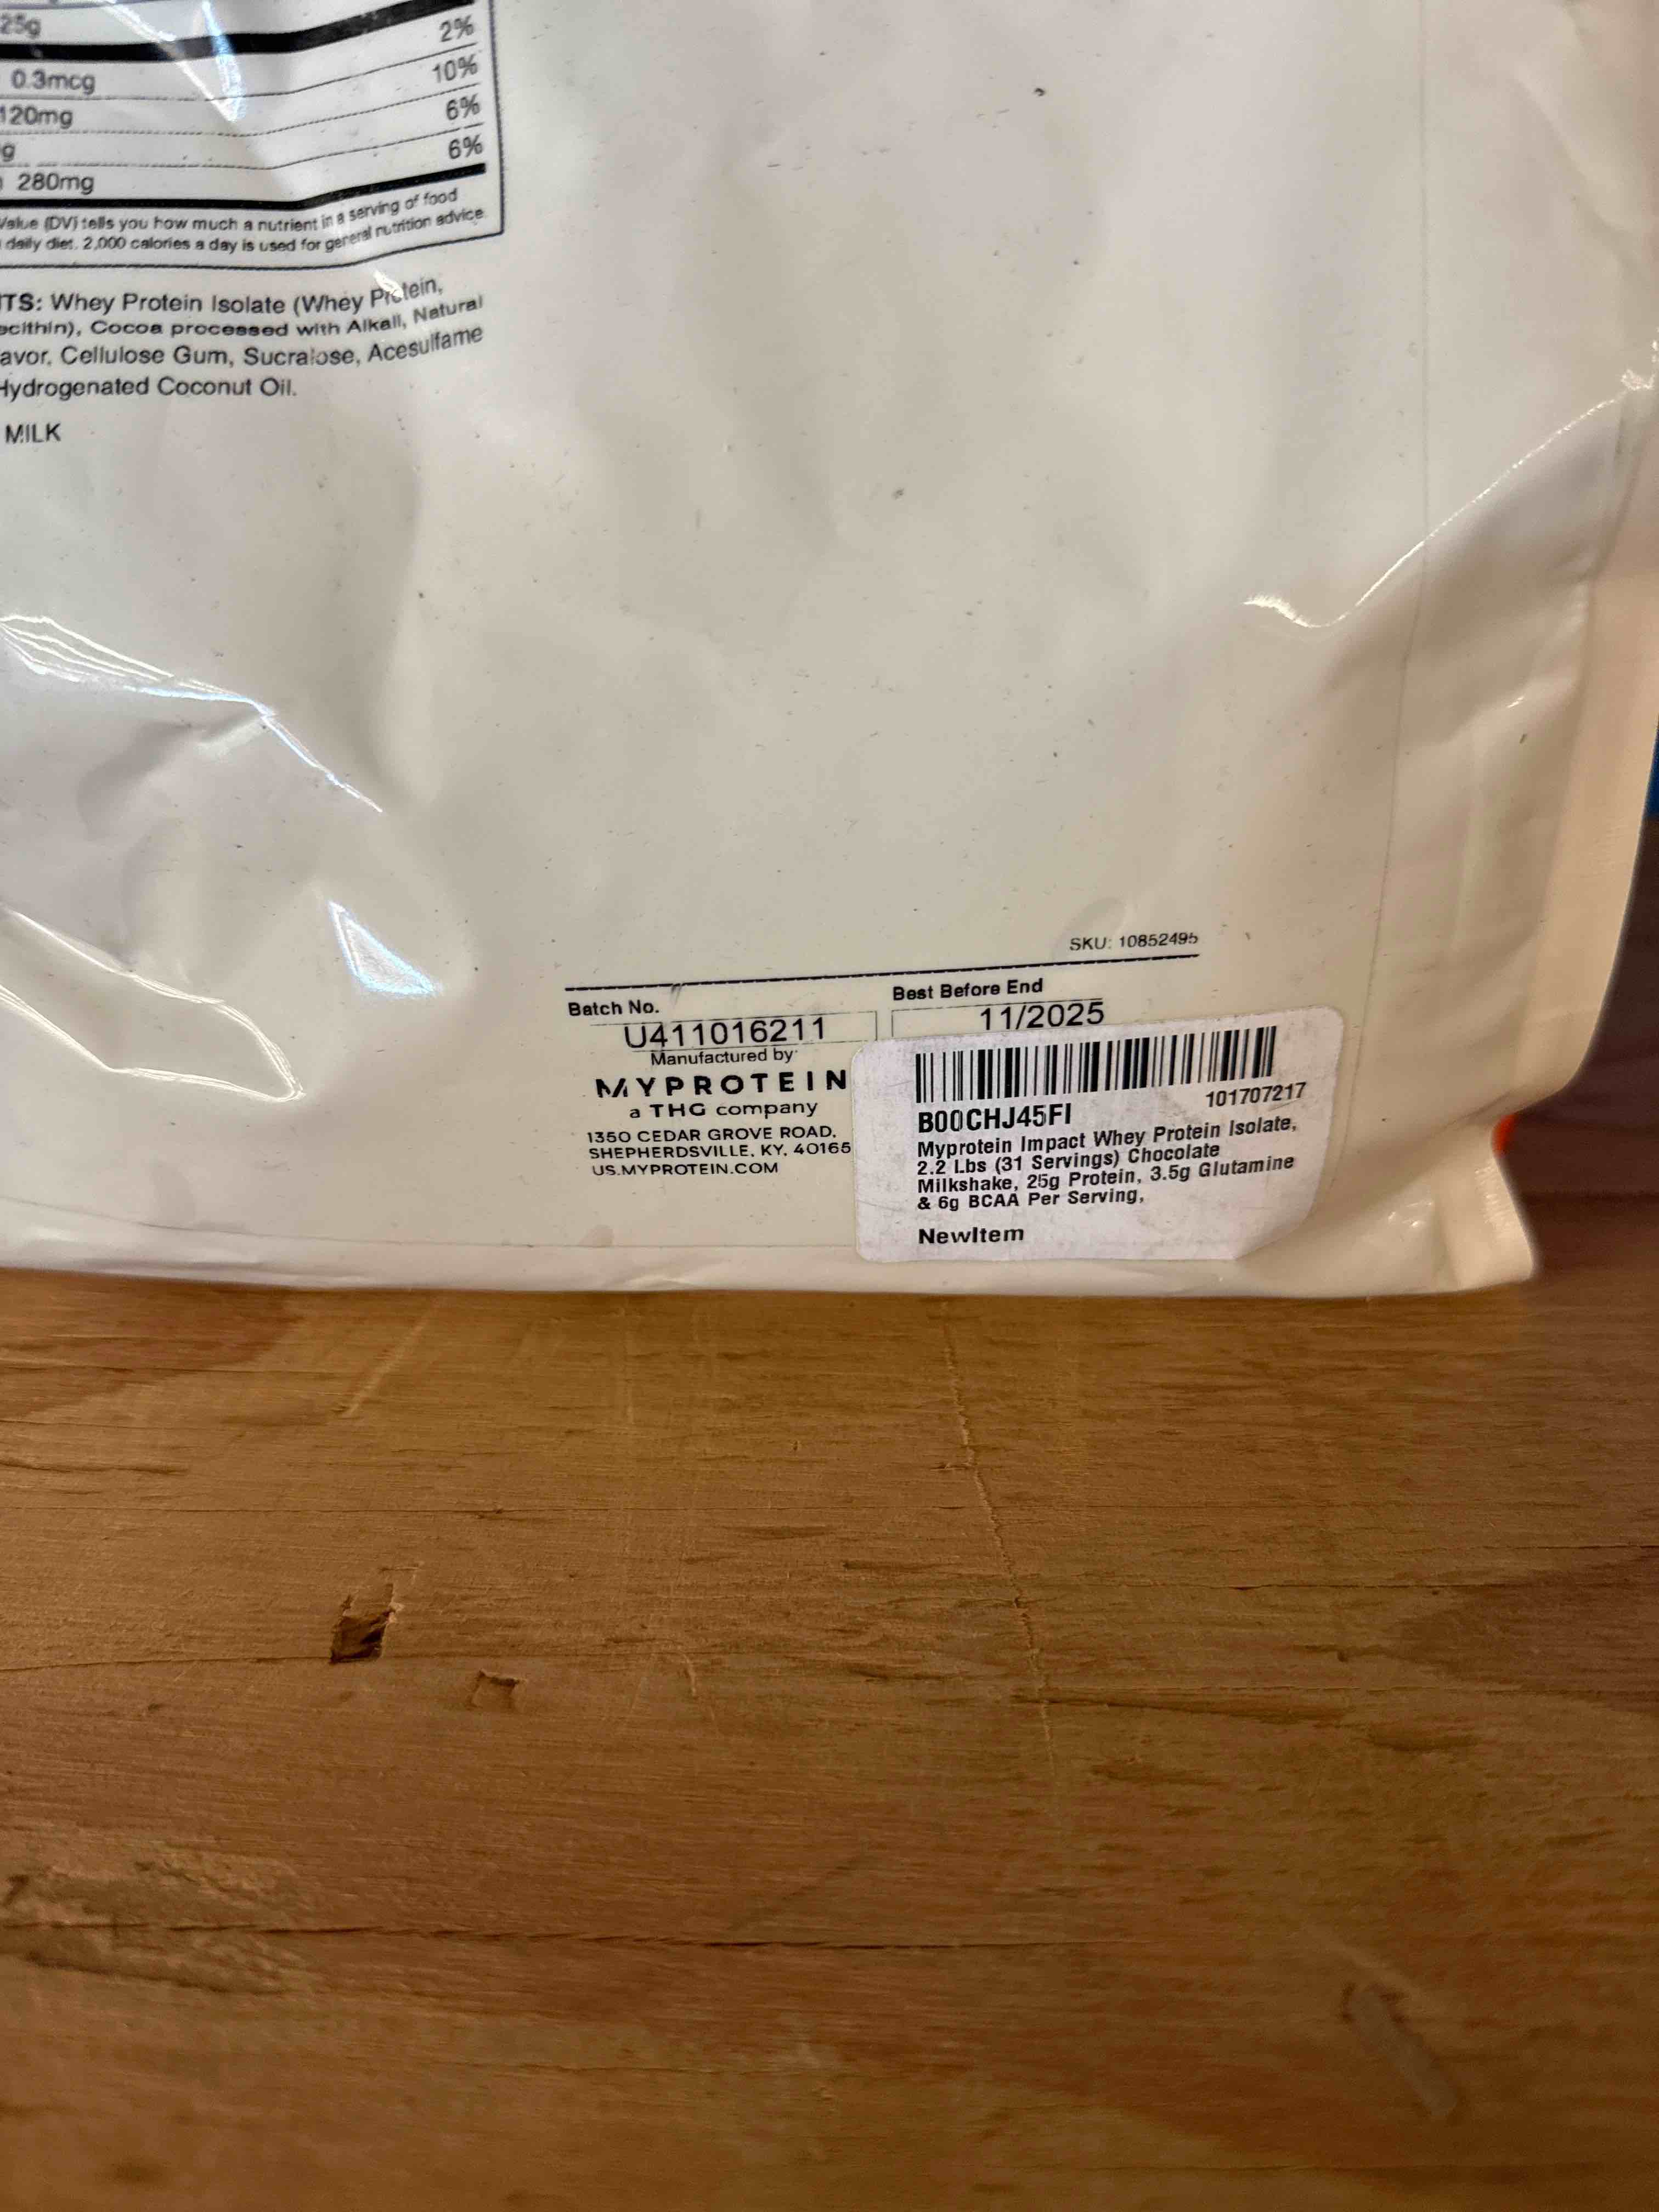 25g
2%
0.3mcg 10%
120mg 6%
g 6%
280mg
Value (DV) tells you how much a nutrient in a serving of food
daily diet. 2,000 calories a day is used for general nutrition advice
TS: Whey Protein Isolate (Whey Protein,
ecithin), Cocoa processed with Alkali, Natural
avor, Cellulose Gum, Sucralose, Acesulfame
Hydrogenated Coconut Oil.
MILK
SKU: 10852495
Batch No.
U411016211
Best Before End
11/2025
Manufactured by
MYPROTEIN
a THG company
1350 CEDAR GROVE ROAD,
SHEPHERDSVILLE, KY, 40165
US.MYPROTEIN.COM
101707217
B00CHJ45FI
Myprotein Impact Whey Protein Isolate,
2.2 Lbs (31 Servings) Chocolate
Milkshake, 25g Protein, 3.5g Glutamine
& 6g BCAA Per Serving,
NewItem